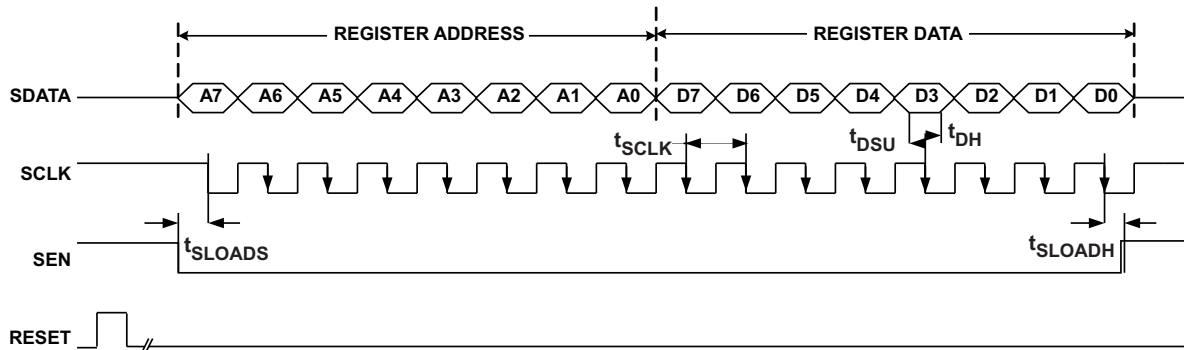 REGISTER ADDRESS REGISTER DATA
SDATA A7 A6 A5 A4 A3 A2 A1 A0 D7 D6 D5 D4 D3 D2 D1 D0
tSCLK tDSU tDH
SCLK
tSLOADS tSLOADH
SEN
RESET